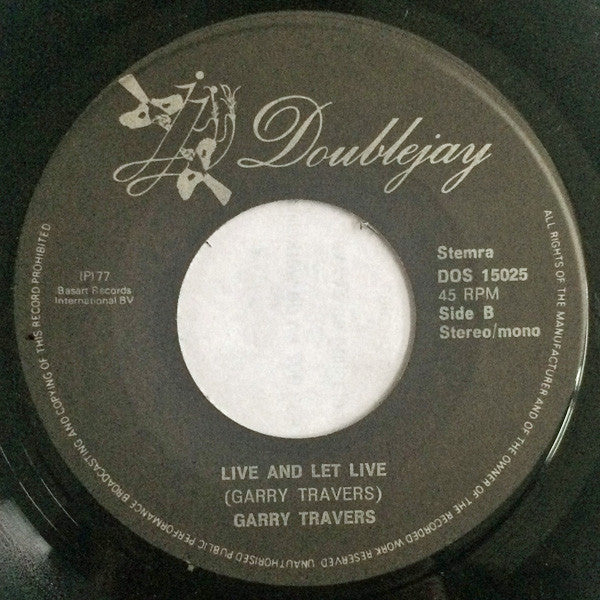 Doublejay
(P) 77
Basart Records
International BV
Stemra
DOS 15025
45 RPM
Side B
Stereo/mono
LIVE AND LET LIVE
(GARRY TRAVERS)
GARRY TRAVERS
ALL RIGHTS OF THE MANUFACTURER AND OF THE OWNER OF THE RECORDED WORK RESERVED UNAUTHORISED PUBLIC PERFORMANCE BROADCASTING AND COPYING OF THIS RECORD PROHIBITED